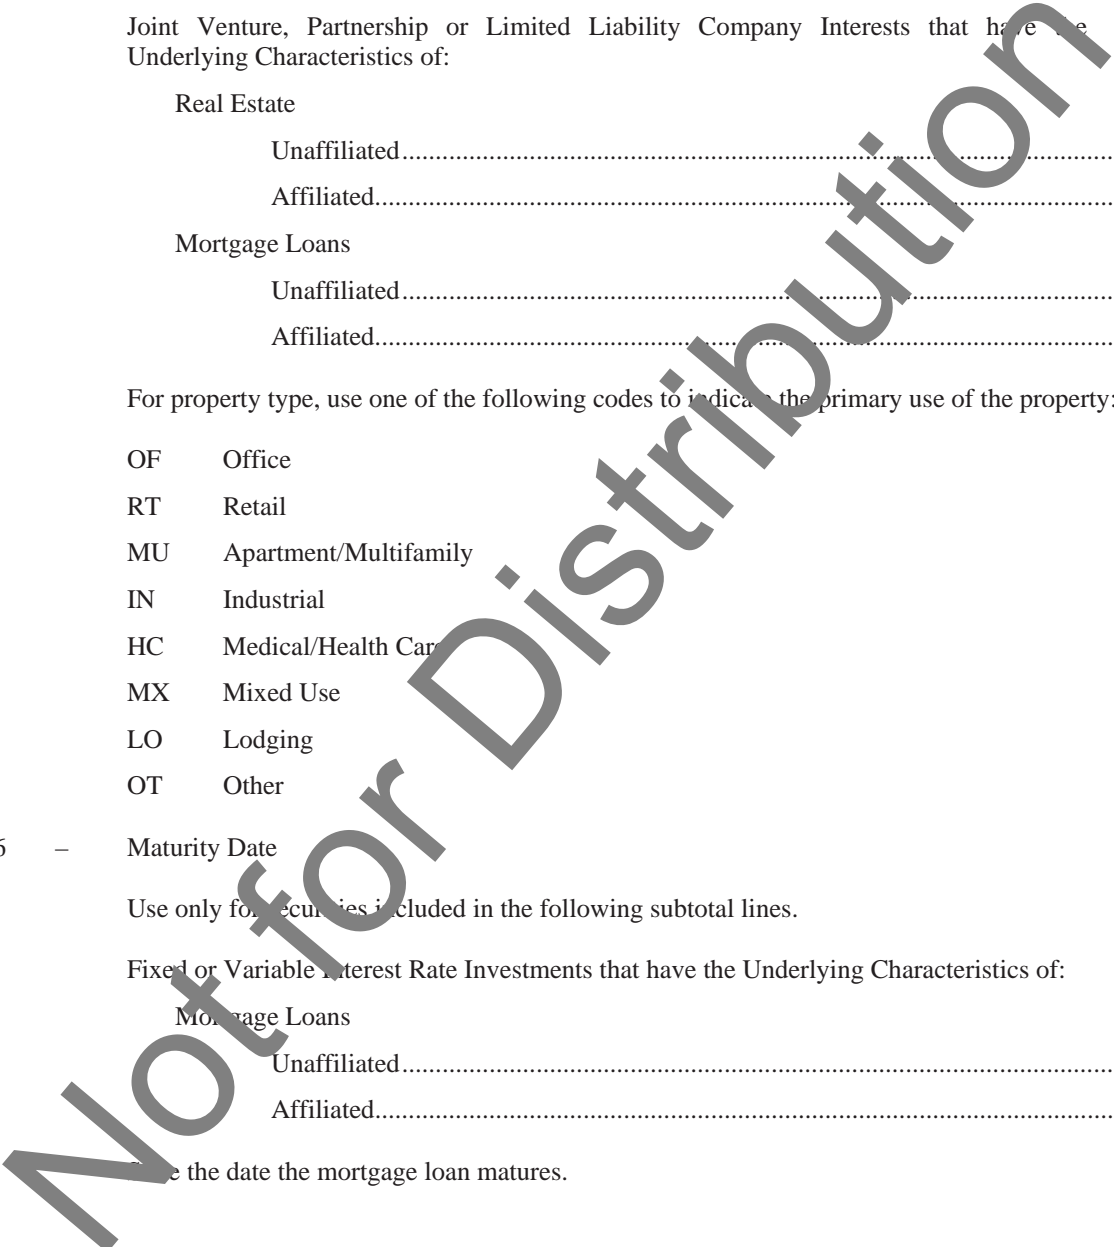 Joint Venture, Partnership or Limited Liability Company Interests that have the
Underlying Characteristics of:
Real Estate
Unaffiliated
Affiliated
Mortgage Loans
Unaffiliated
Affiliated
For property type, use one of the following codes to indicate the primary use of the property:
OF Office
RT Retail
MU Apartment/Multifamily
IN Industrial
HC Medical/Health Care
MX Mixed Use
LO Lodging
OT Other
– Maturity Date
Use only for securities included in the following subtotal lines.
Fixed or Variable Interest Rate Investments that have the Underlying Characteristics of:
Mortgage Loans
Unaffiliated
Affiliated
the date the mortgage loan matures.
Not for Distribution